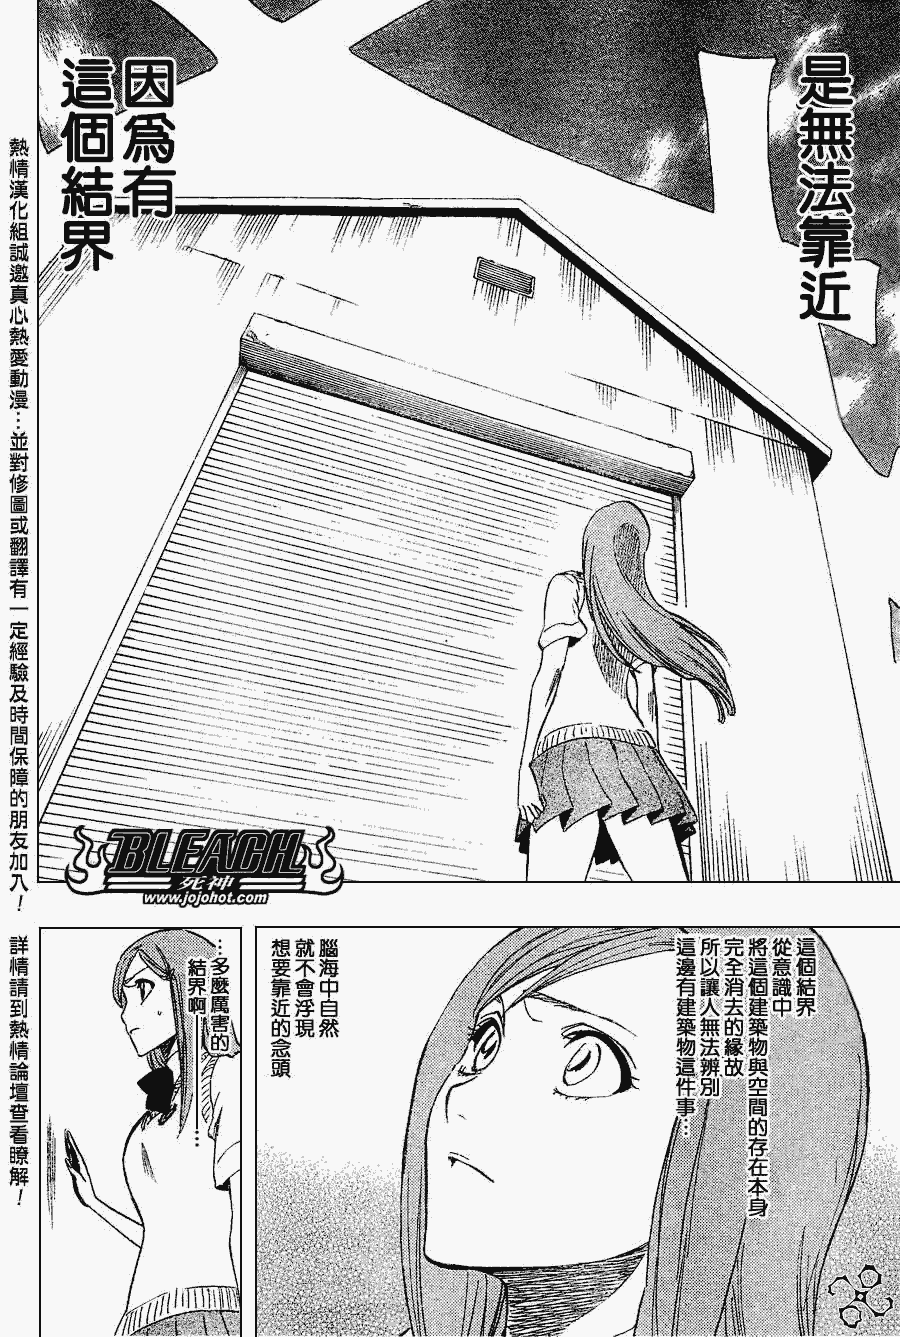 是無法靠近
因為有
這個結界
這個結界
從意識中
將這個建築物與空間的存在本身
完全消去的緣故
所以讓人無法辨別
這邊有建築物這件事…
腦海中自然
就不會浮現
想要靠近的念頭
…多麼厲害的
結界啊……
BLEACH
死神
www.jojohot.com
熱情漢化組誠邀真心熱愛動漫…並對修圖或翻譯有一定經驗及時間保障的朋友加入！ 詳情請到熱情論壇查看瞭解！